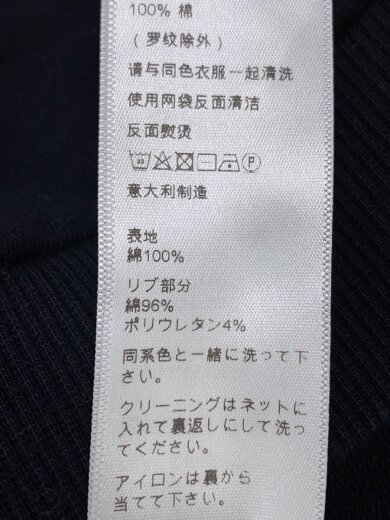 100% 棉
（罗纹除外）
请与同色衣服一起清洗
使用网袋反面清洁
反面熨烫
意大利制造
表地
綿100%
リブ部分
綿96%
ポリウレタン4%
同系色と一緒に洗って下
さい。
クリーニングはネットに
入れて裏返しにして洗っ
てください。
アイロンは裏から
当てて下さい。